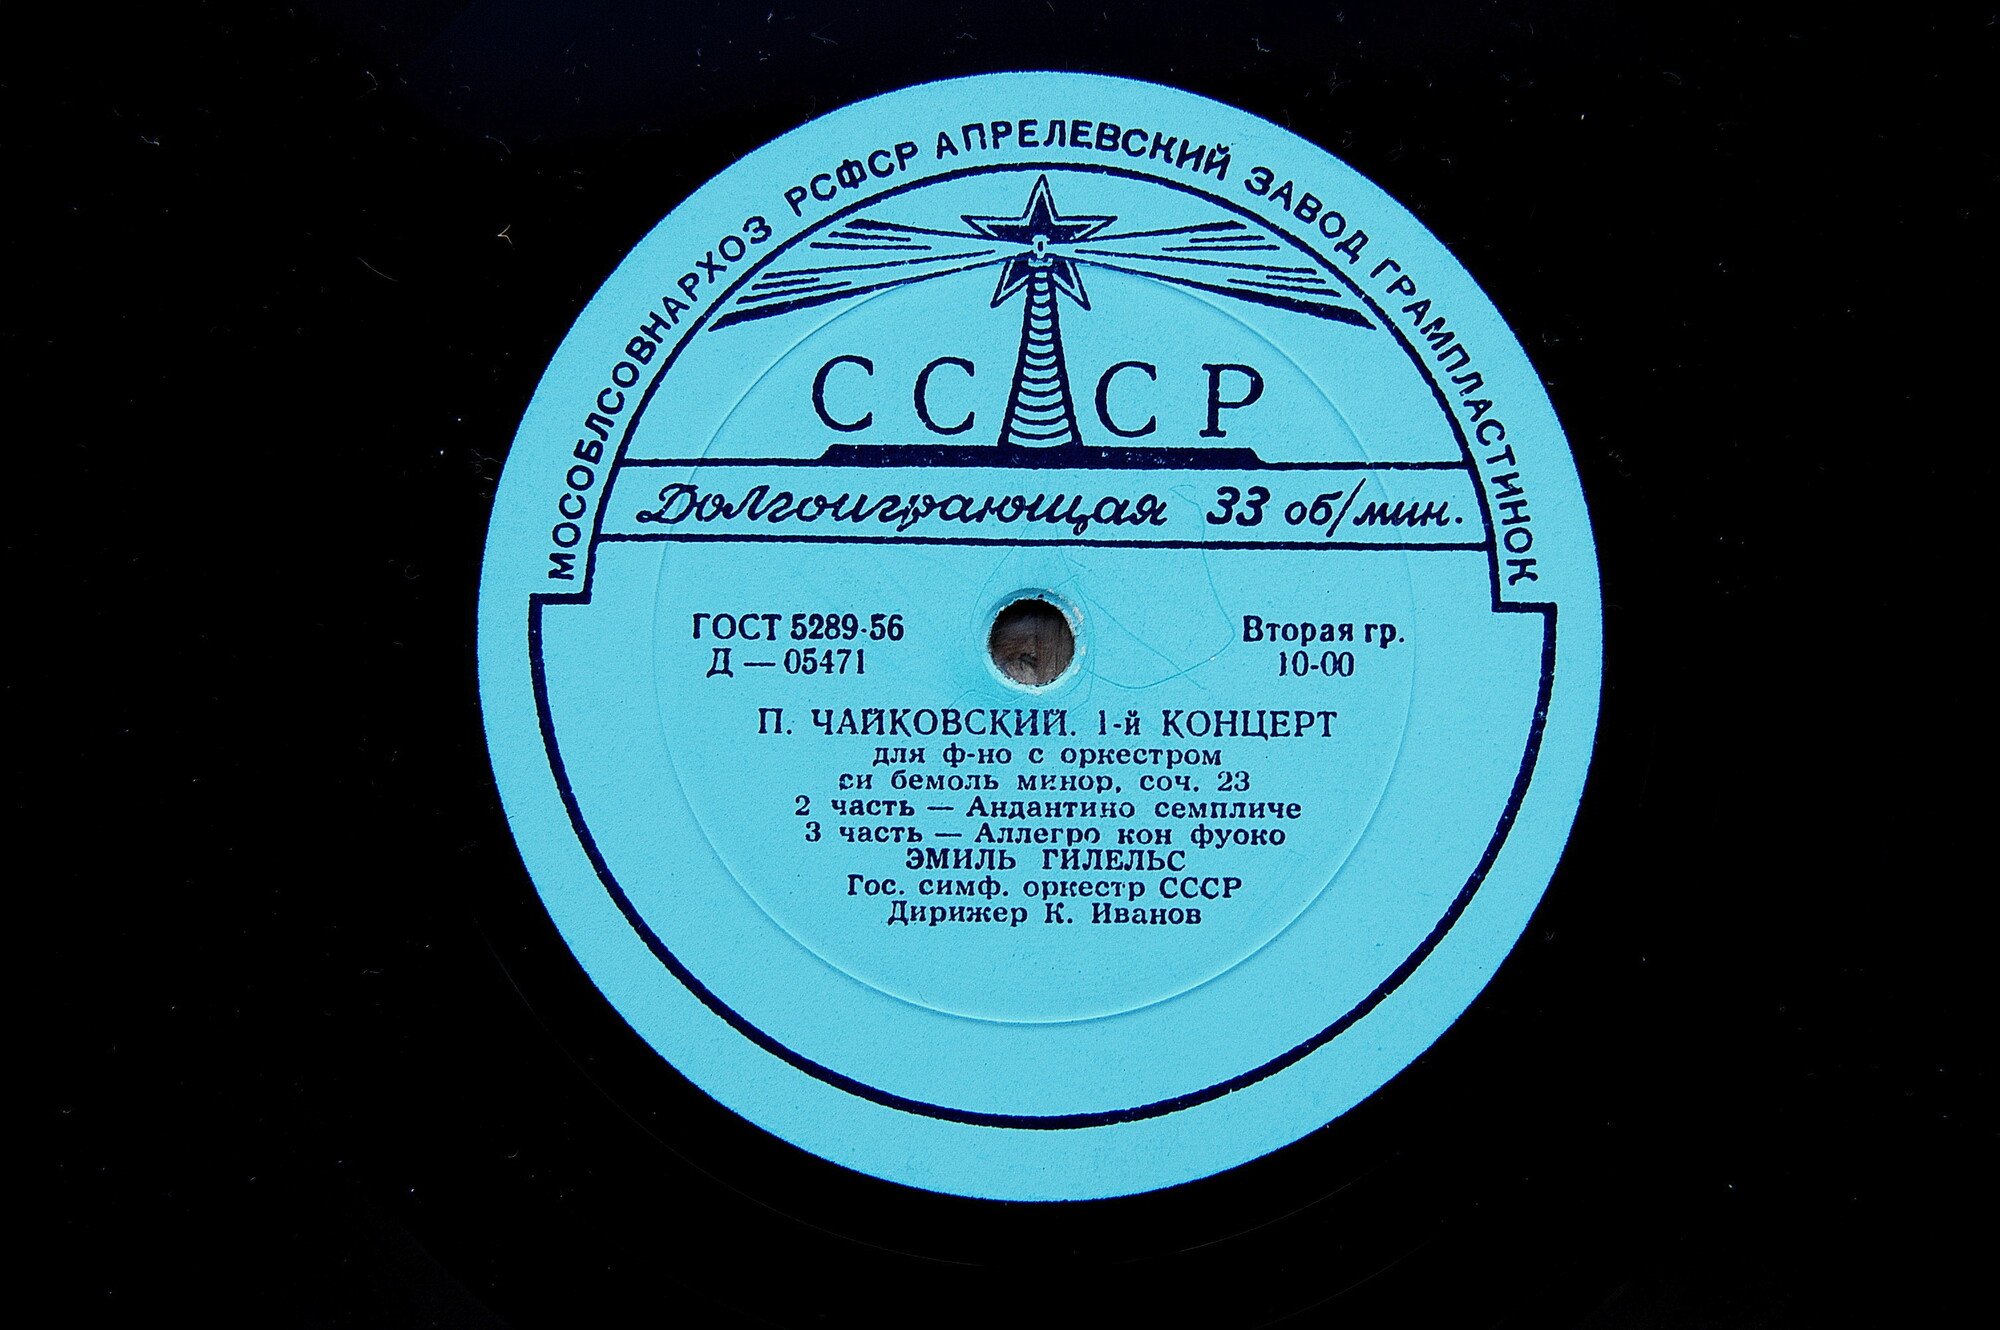 МОСОБЛСОВНАРХОЗ РСФСР АПРЕЛЕВСКИЙ ЗАВОД ГРАМПЛАСТИНОК
СССР
Долгоиграющая 33 об/мин.
ГОСТ 5289-56
Д — 05471
Вторая гр.
10-00
П. ЧАЙКОВСКИЙ. 1-й КОНЦЕРТ
для ф-но с оркестром
си бемоль минор, соч. 23
2 часть — Андантино семпличе
3 часть — Аллегро кон фуоко
ЭМИЛЬ ГИЛЕЛЬС
Гос. симф. оркестр СССР
Дирижер К. Иванов